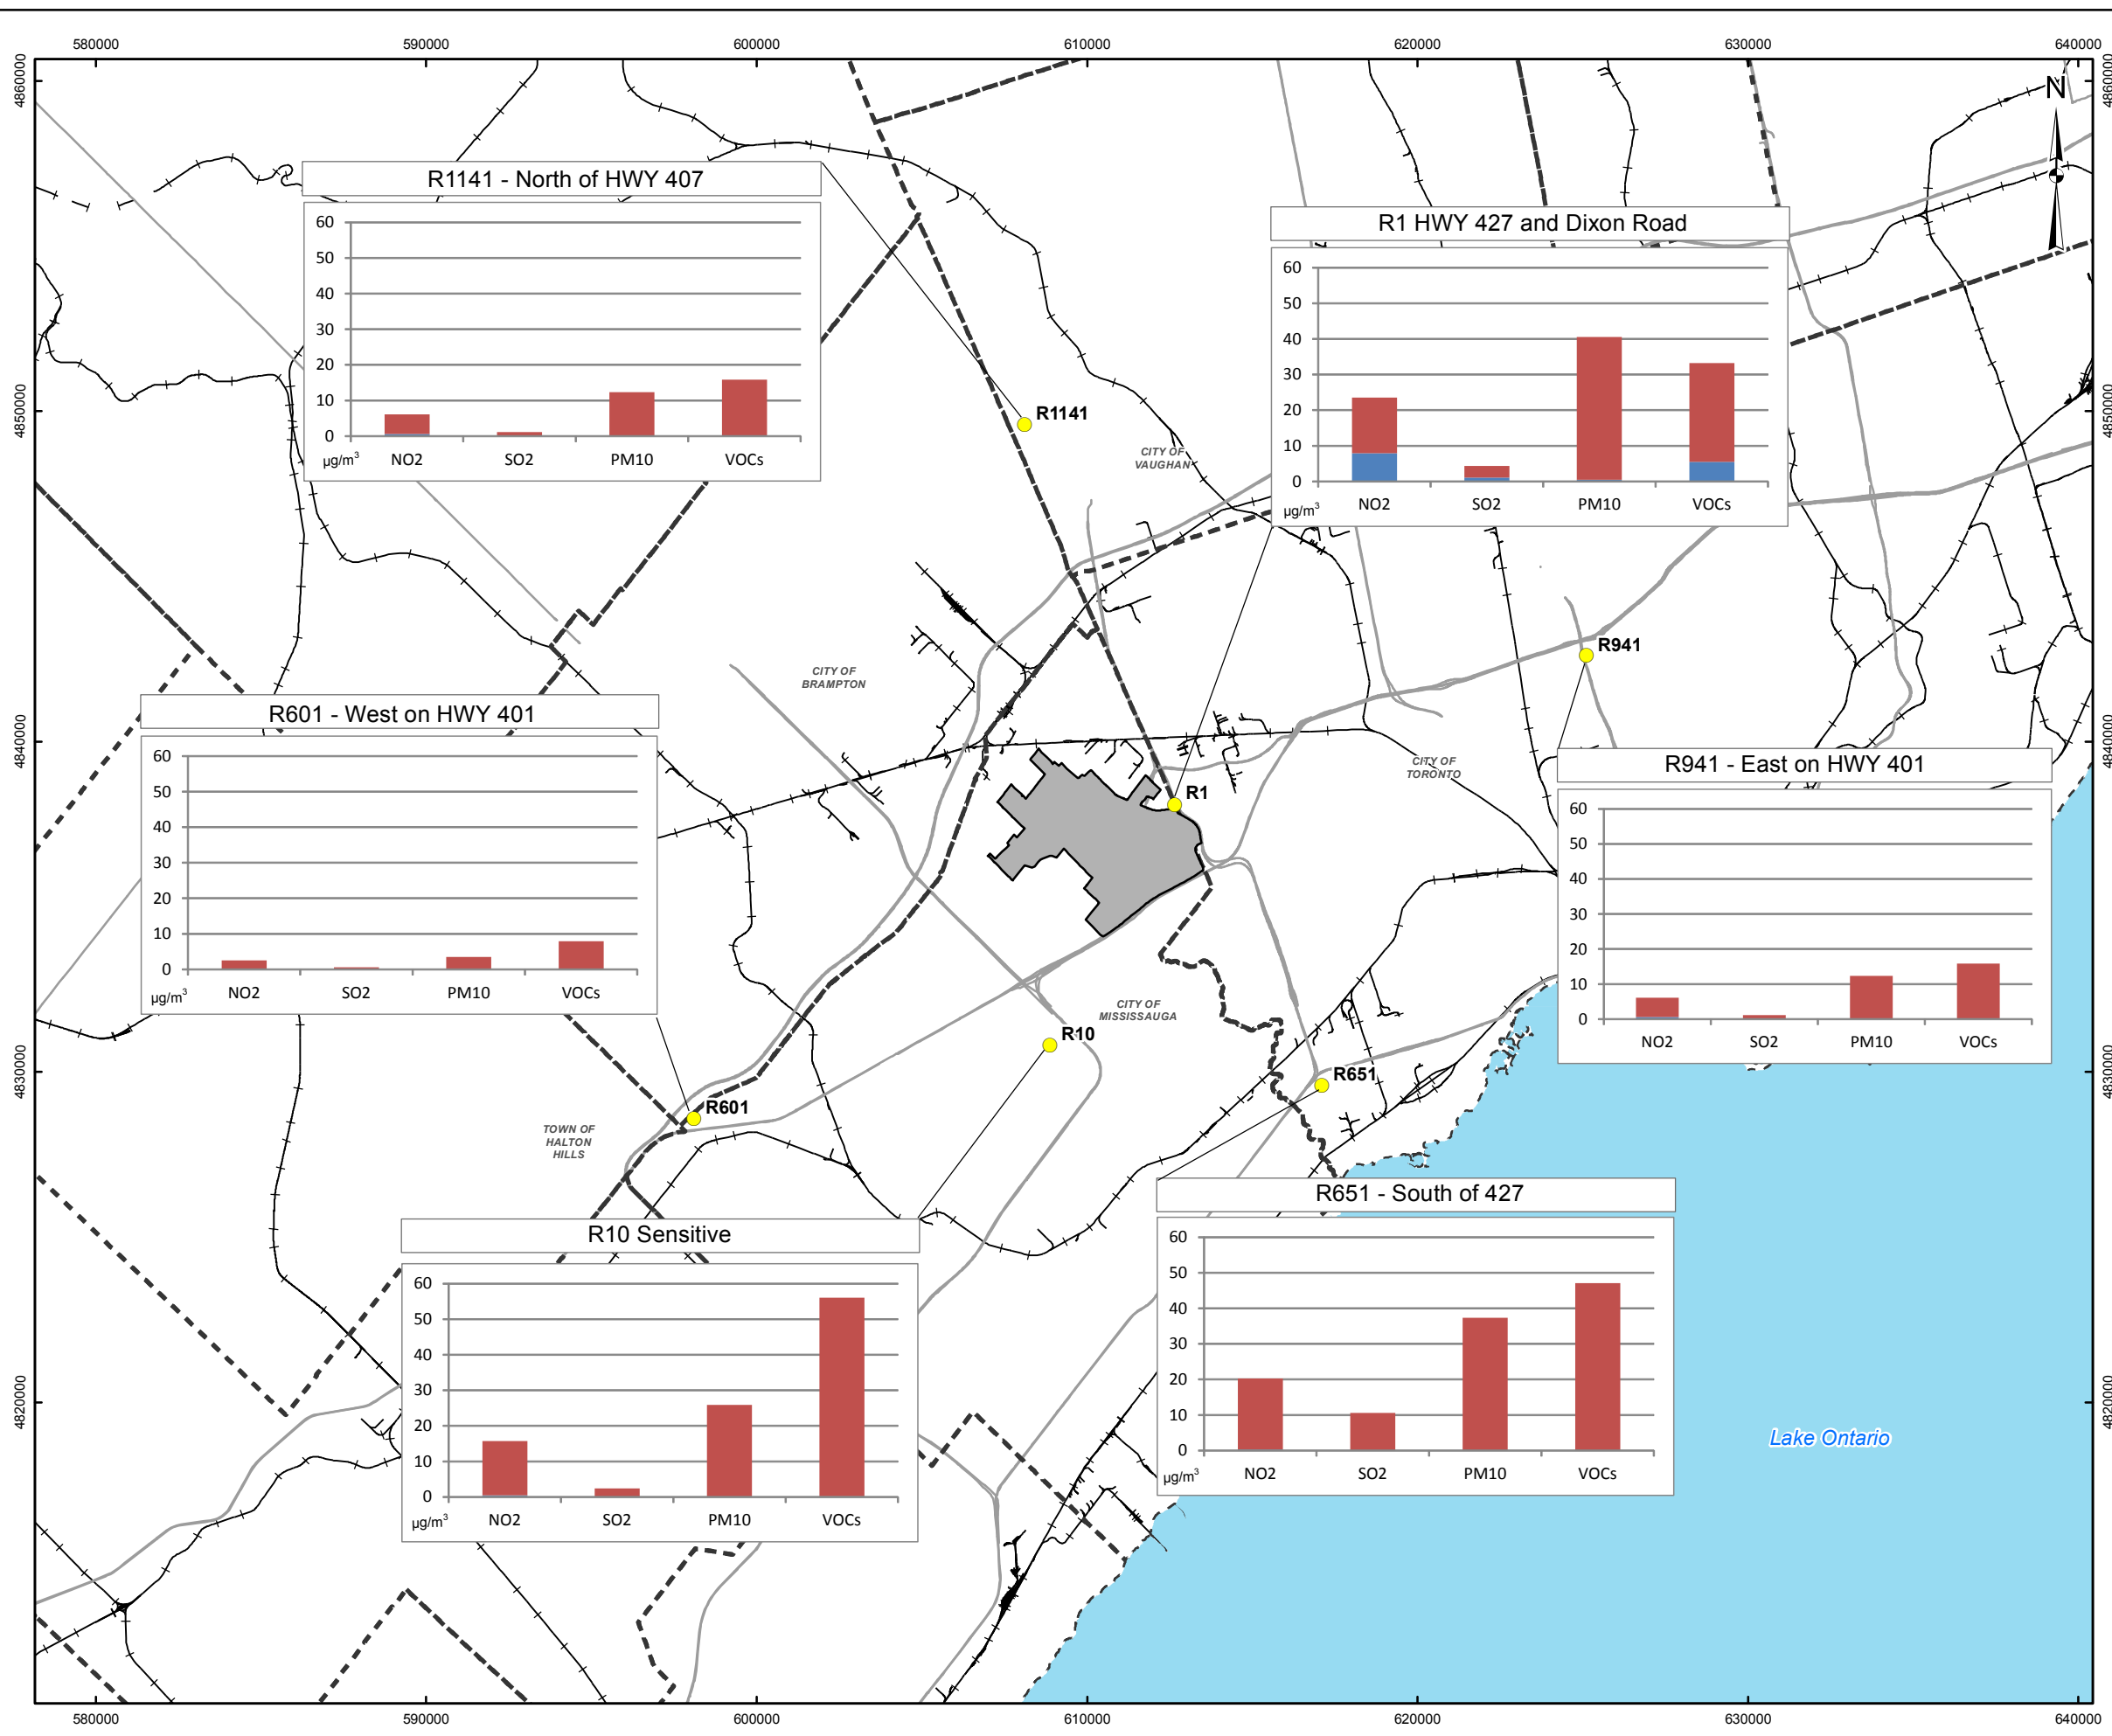 580000 590000 600000 610000 620000 630000 640000
4860000 4860000
N
R1141 - North of HWY 407
60
50
40
30
20
10
0
µg/m3 NO2 SO2 PM10 VOCs
R1 HWY 427 and Dixon Road
60
50
40
30
20
10
0
µg/m3 NO2 SO2 PM10 VOCs
4850000 4850000
R1141
CITY OF
VAUGHAN
R941
CITY OF
BRAMPTON
R601 - West on HWY 401
60
50
40
30
20
10
0
µg/m3 NO2 SO2 PM10 VOCs
4840000 4840000
CITY OF
TORONTO
R1
R941 - East on HWY 401
60
50
40
30
20
10
0
µg/m3 NO2 SO2 PM10 VOCs
CITY OF
MISSISSAUGA
R10
4830000 4830000
R651
R601
TOWN OF
HALTON
HILLS
R651 - South of 427
60
50
40
30
20
10
0
µg/m3 NO2 SO2 PM10 VOCs
R10 Sensitive
60
50
40
30
20
10
0
µg/m3 NO2 SO2 PM10 VOCs
4820000 4820000
Lake Ontario
580000 590000 600000 610000 620000 630000 640000